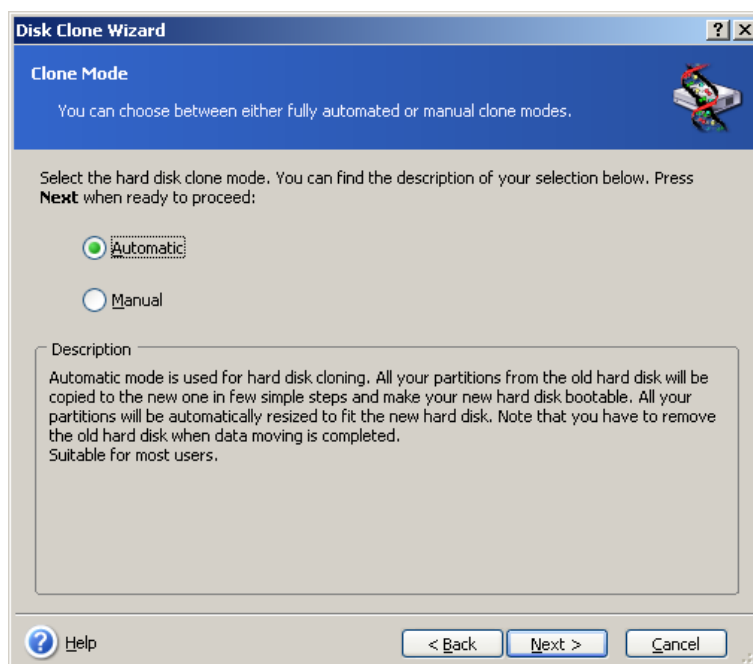 Disk Clone Wizard
Clone Mode
You can choose between either fully automated or manual clone modes.
Select the hard disk clone mode. You can find the description of your selection below. Press
Next when ready to proceed:
Automatic
Manual
Description
Automatic mode is used for hard disk cloning. All your partitions from the old hard disk will be
copied to the new one in few simple steps and make your new hard disk bootable. All your
partitions will be automatically resized to fit the new hard disk. Note that you have to remove
the old hard disk when data moving is completed.
Suitable for most users.
Help
< Back
Next >
Cancel